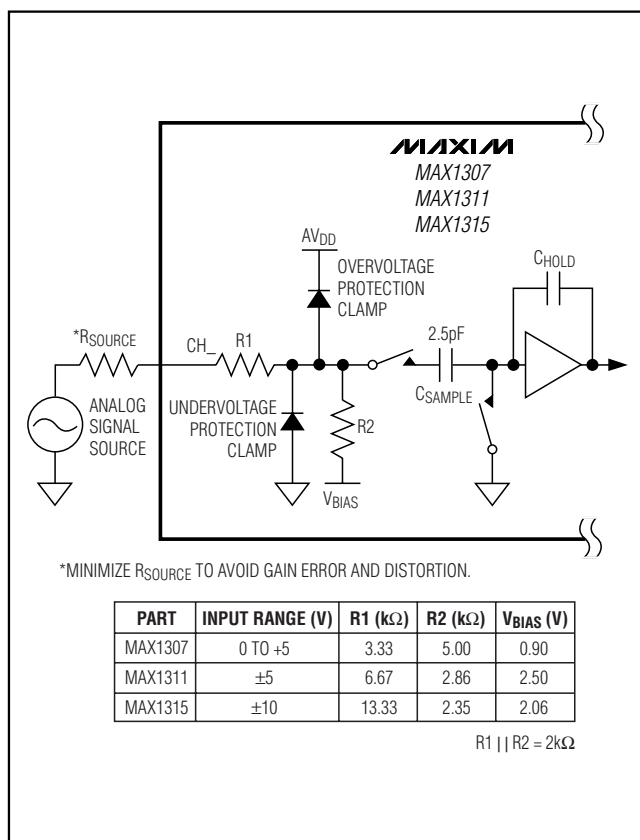 MAXIM
MAX1307
MAX1311
MAX1315
AVDD
OVERVOLTAGE
PROTECTION
CLAMP
CHOLD
*RSOURCE
CH_
R1
2.5pF
CSAMPLE
ANALOG
SIGNAL
SOURCE
UNDERVOLTAGE
PROTECTION
CLAMP
R2
VBIAS
*MINIMIZE RSOURCE TO AVOID GAIN ERROR AND DISTORTION.
PART INPUT RANGE (V) R1 (kΩ) R2 (kΩ) VBIAS (V)
MAX1307 0 TO +5 3.33 5.00 0.90
MAX1311 ±5 6.67 2.86 2.50
MAX1315 ±10 13.33 2.35 2.06
R1 || R2 = 2kΩ